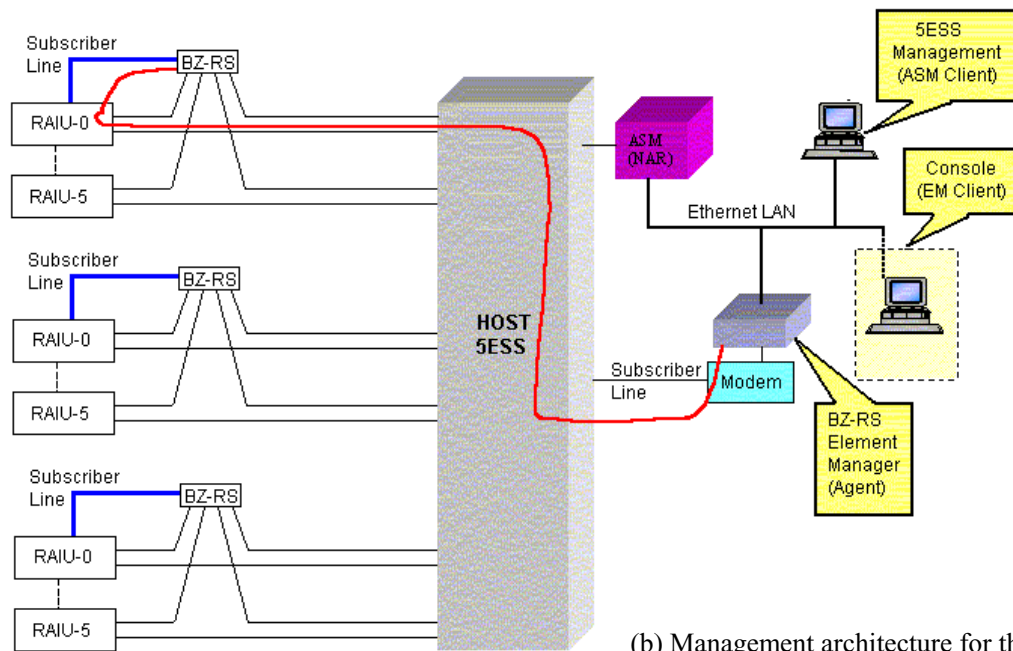 Subscriber
Line
BZ-RS
RAIU-0
RAIU-5
Subscriber
Line
BZ-RS
RAIU-0
RAIU-5
Subscriber
Line
BZ-RS
RAIU-0
RAIU-5
HOST
5ESS
ASM
(NAR)
Ethernet LAN
5ESS
Management
(ASM Client)
Console
(EM Client)
Subscriber
Line
Modem
BZ-RS
Element
Manager
(Agent)
(b) Management architecture for th